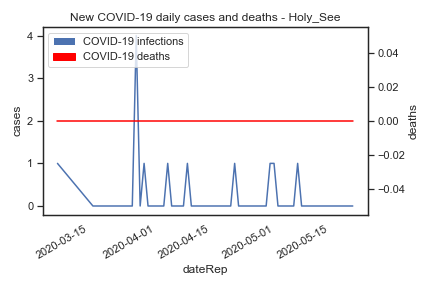 New COVID-19 daily cases and deaths - Holy_See
COVID-19 infections
COVID-19 deaths
cases
4
3
2
1
0
deaths
0.04
0.02
0.00
−0.02
−0.04
2020-03-15
2020-04-01
2020-04-15
2020-05-01
2020-05-15
dateRep